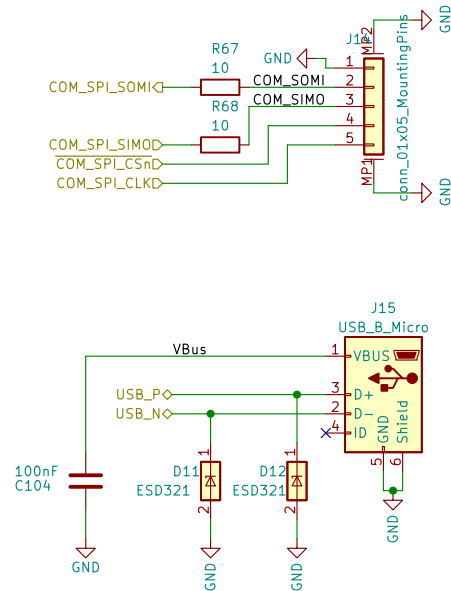 MP2
GND
J14
R67
10
GND
COM_SPI_SOMI
COM_SOMI
1
2
R68
10
COM_SIMO
3
4
5
COM_SPI_SIMO
COM_SPI_CSn
COM_SPI_CLK
MP1
conn_01x05_MountingPins
GND
J15
USB_B_Micro
VBus
1
VBUS
USB_P
3
D+
USB_N
2
D-
4
ID
GND
Shield
5
6
GND
100nF
C104
GND
D11
ESD321
1
2
GND
D12
ESD321
1
2
GND